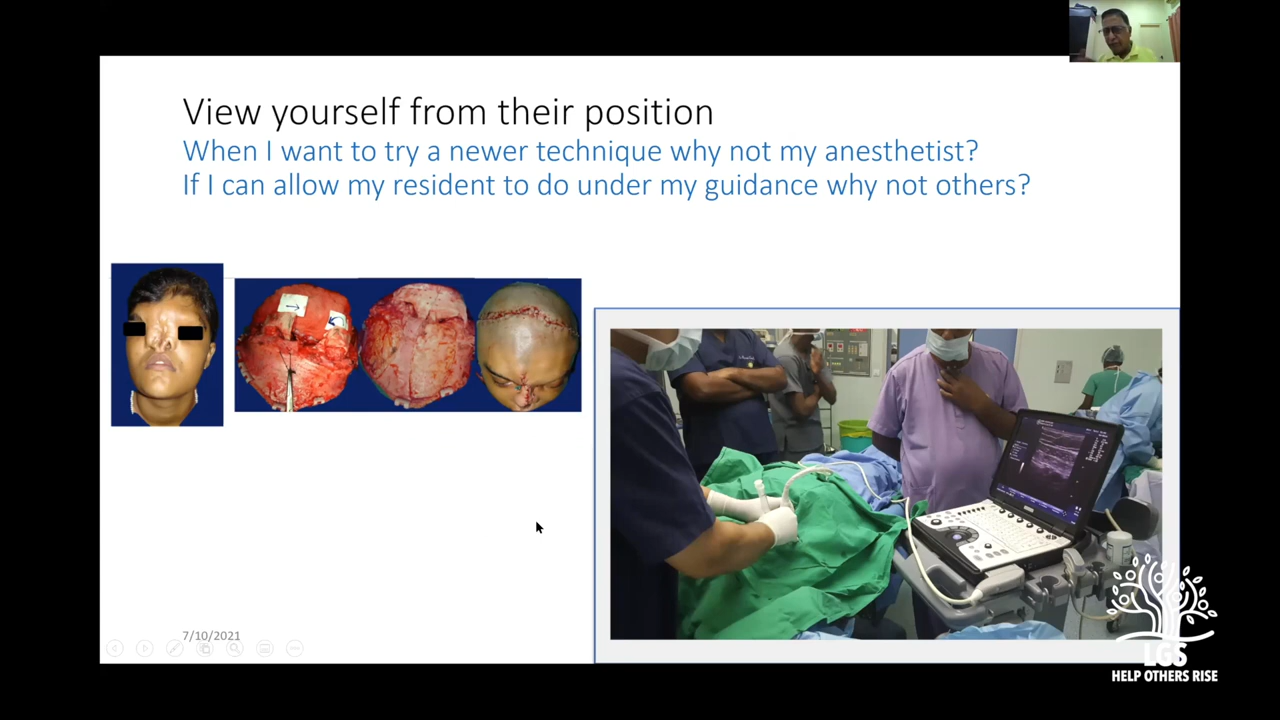 View yourself from their position
When I want to try a newer technique why not my anesthetist?
If I can allow my resident to do under my guidance why not others?
7/10/2021
LGS
HELP OTHERS RISE